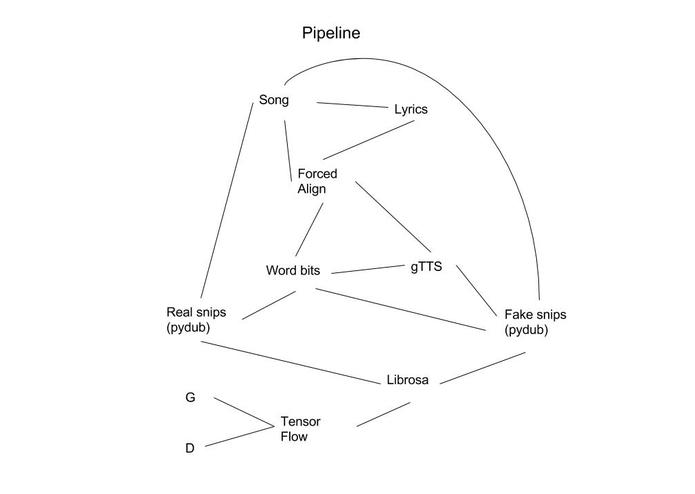 Pipeline
Song
Lyrics
Forced
Align
Word bits
gTTS
Real snips
(pydub)
Fake snips
(pydub)
Librosa
G
Tensor
Flow
D